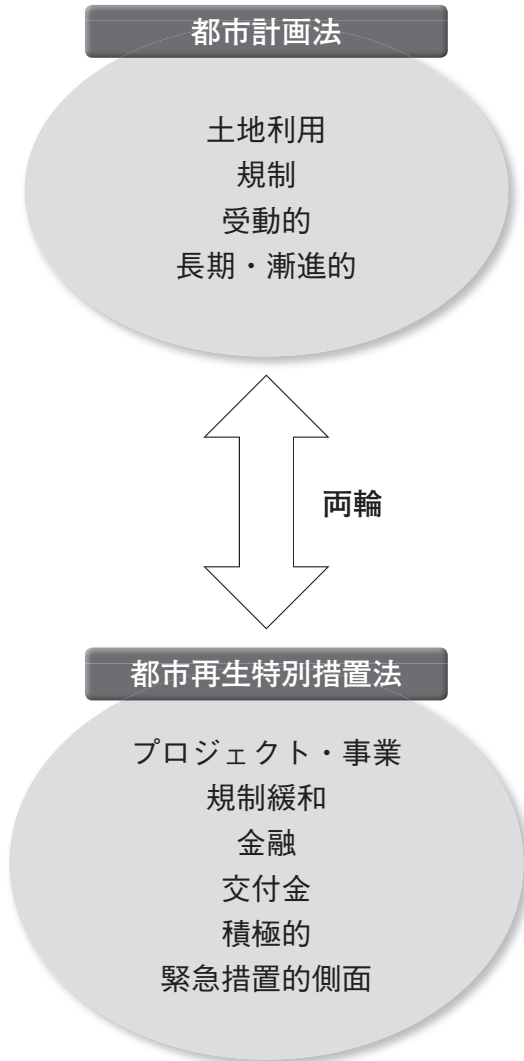 都市計画法
土地利用
規制
受動的
長期・漸進的
両輪
都市再生特別措置法
プロジェクト・事業
規制緩和
金融
交付金
積極的
緊急措置的側面